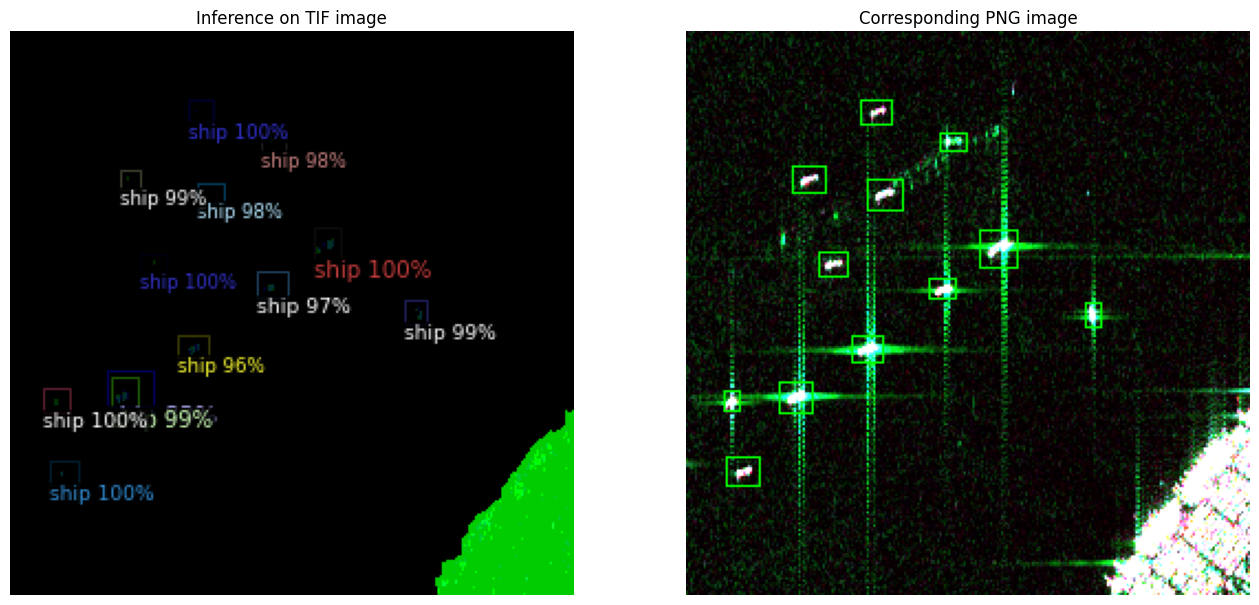 Inference on TIF image
Corresponding PNG image
ship 100%
ship 98%
ship 99%
ship 98%
ship 100%
ship 100%
ship 97%
ship 99%
ship 96%
ship 100%
99%
ship 100%